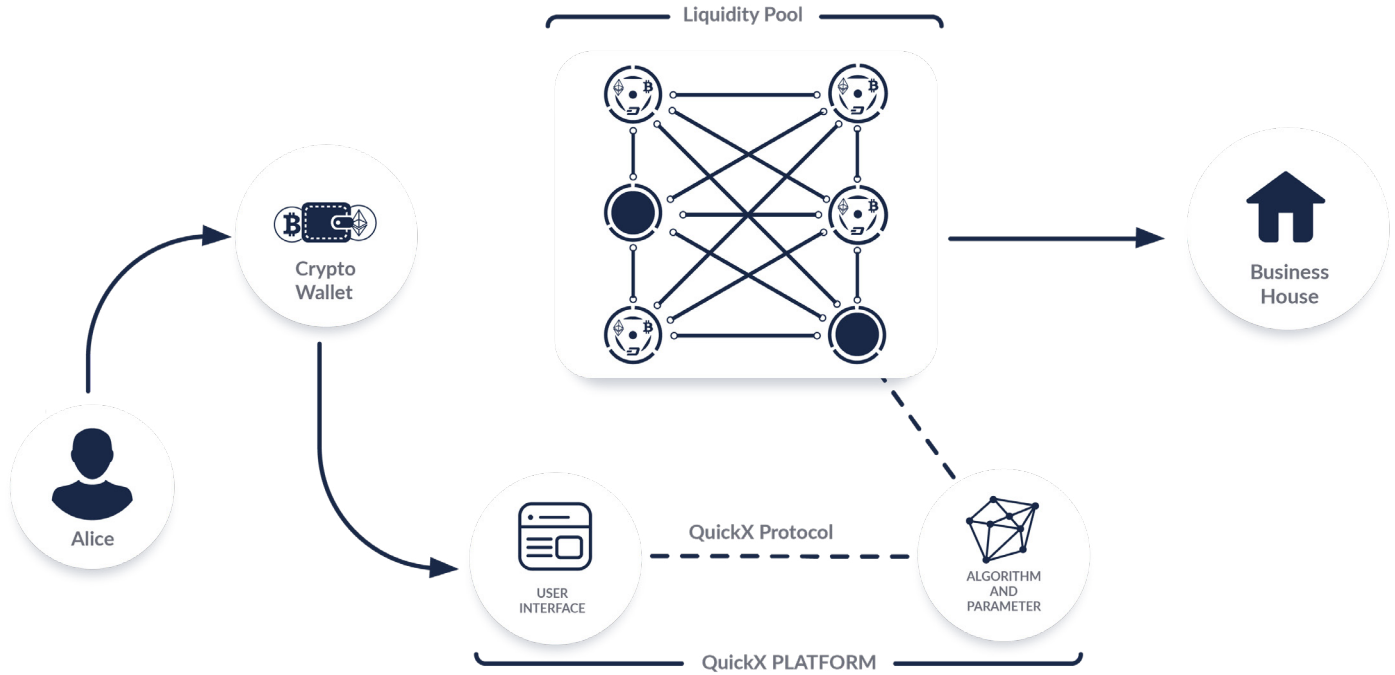 Liquidity Pool
Crypto
Wallet
Business
House
Alice
QuickX Protocol
USER
INTERFACE
ALGORITHM
AND
PARAMETER
QuickX PLATFORM